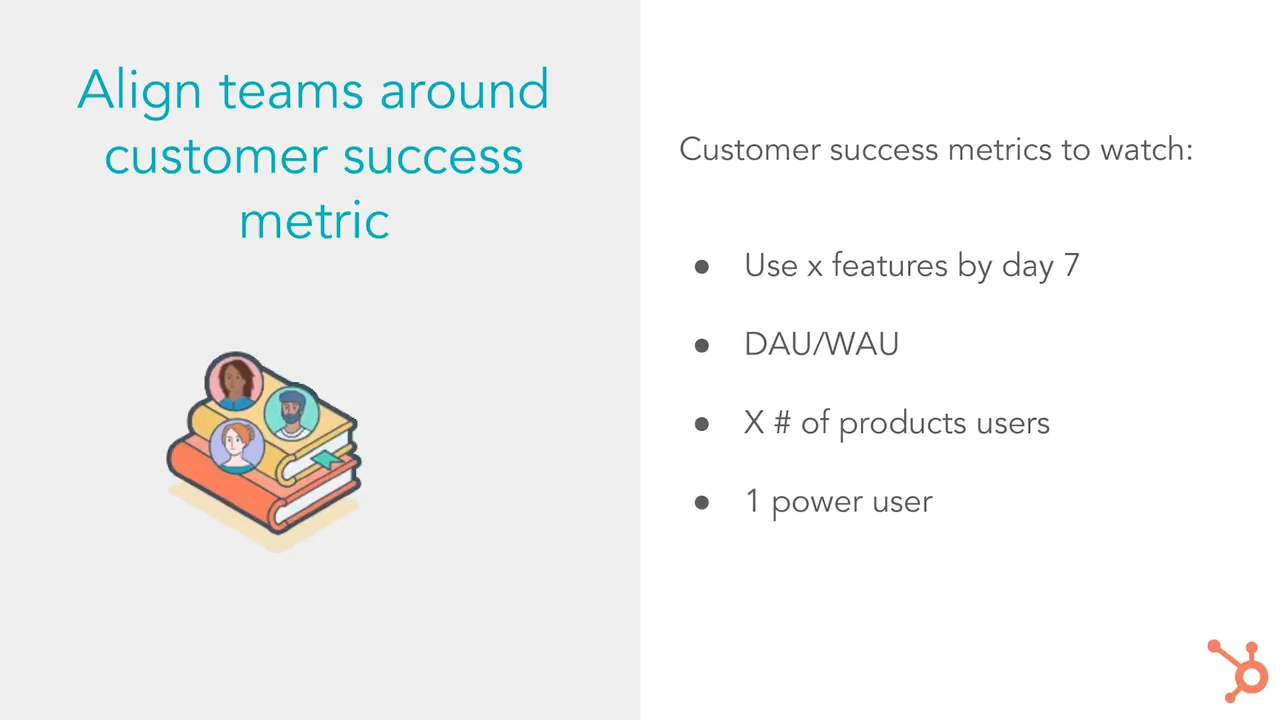 Align teams around
customer success
metric
Customer success metrics to watch:
● Use x features by day 7
● DAU/WAU
● X # of products users
● 1 power user